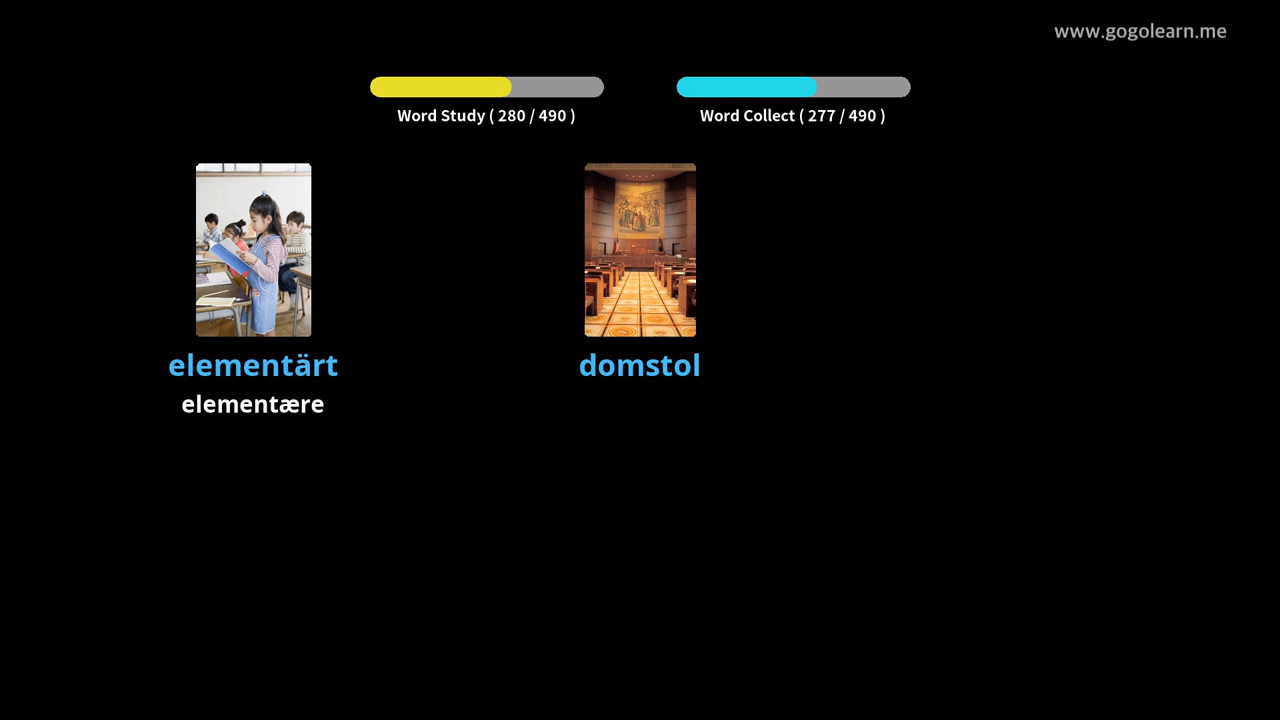 www.gogolearn.me
Word Study ( 280 / 490 )
Word Collect ( 277 / 490 )
elementärt
elementære
domstol